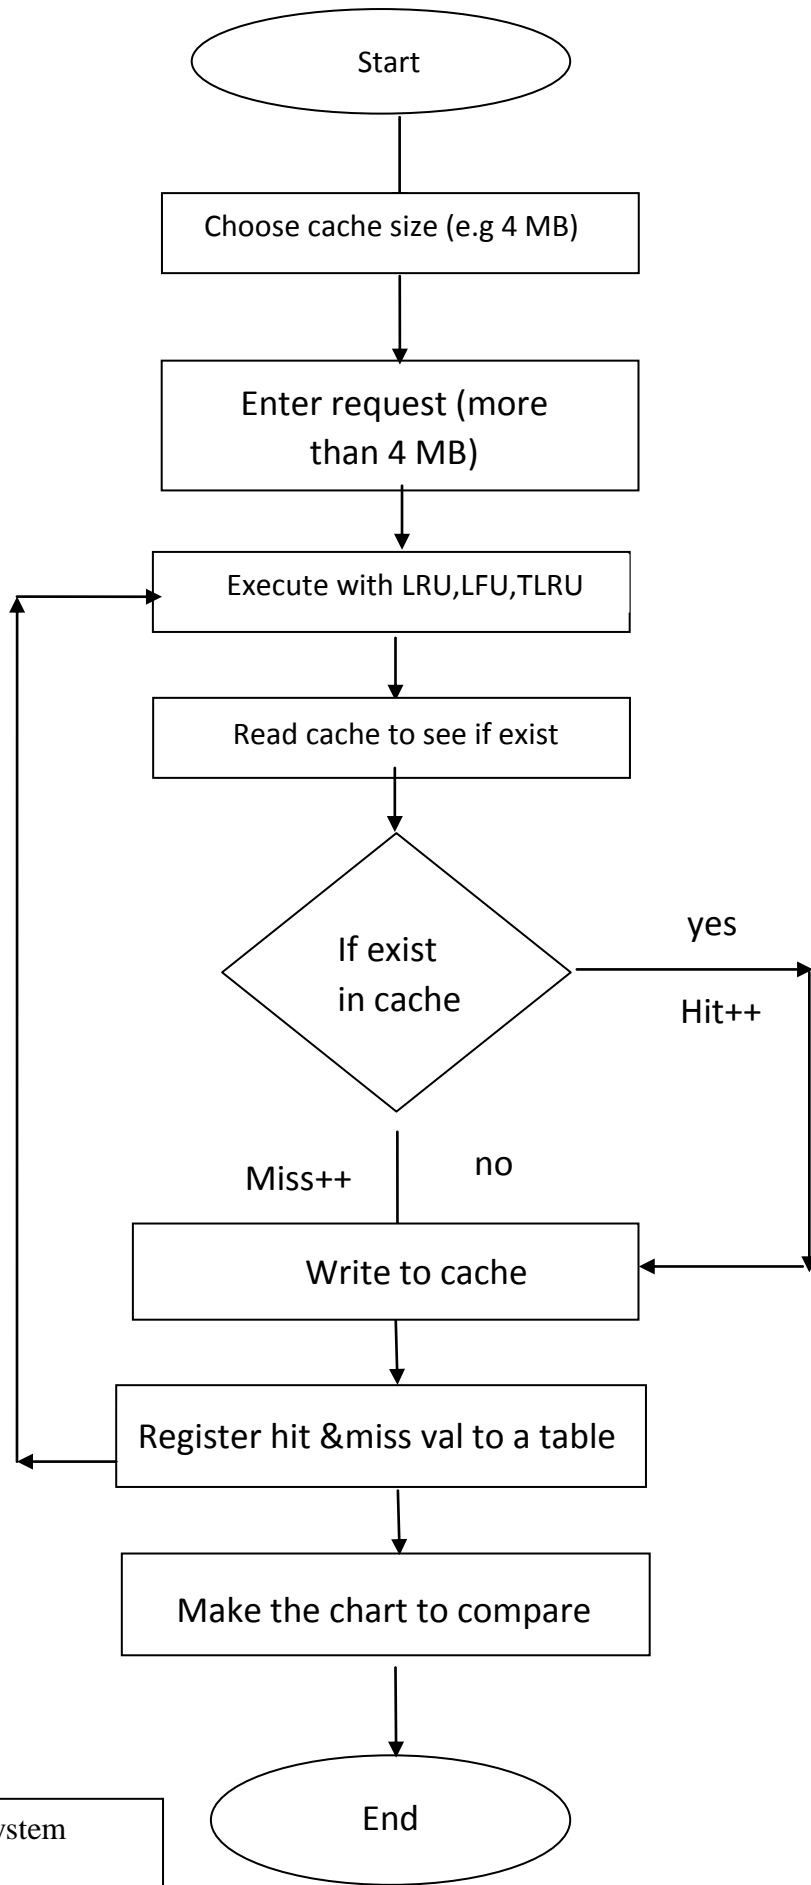 Start
Choose cache size (e.g 4 MB)
Enter request (more
than 4 MB)
Execute with LRU,LFU,TLRU
Read cache to see if exist
If exist
in cache
yes
Hit++
Miss++
no
Write to cache
Register hit &miss val to a table
Make the chart to compare
End